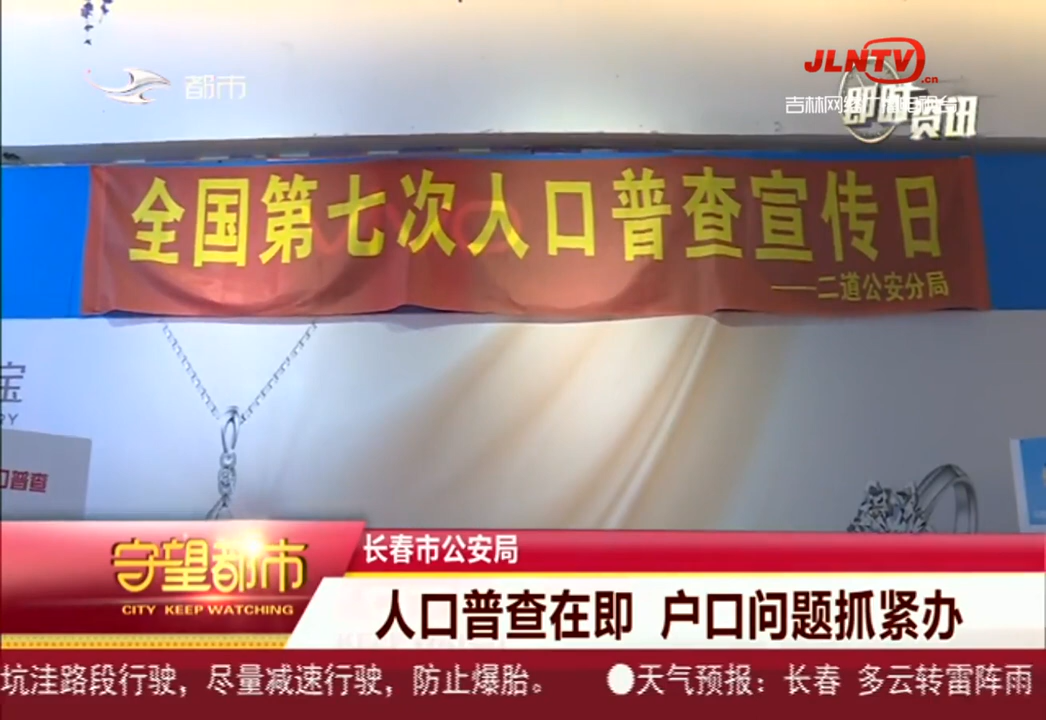 都市
JLNTV.cn
吉林网络广播电视台
即时资讯
全国第七次人口普查宣传日
——二道公安分局
宝
RY
口普查
守望都市
CITY KEEP WATCHING
长春市公安局
人口普查在即 户口问题抓紧办
坑洼路段行驶，尽量减速行驶，防止爆胎。 ●天气预报：长春 多云转雷阵雨